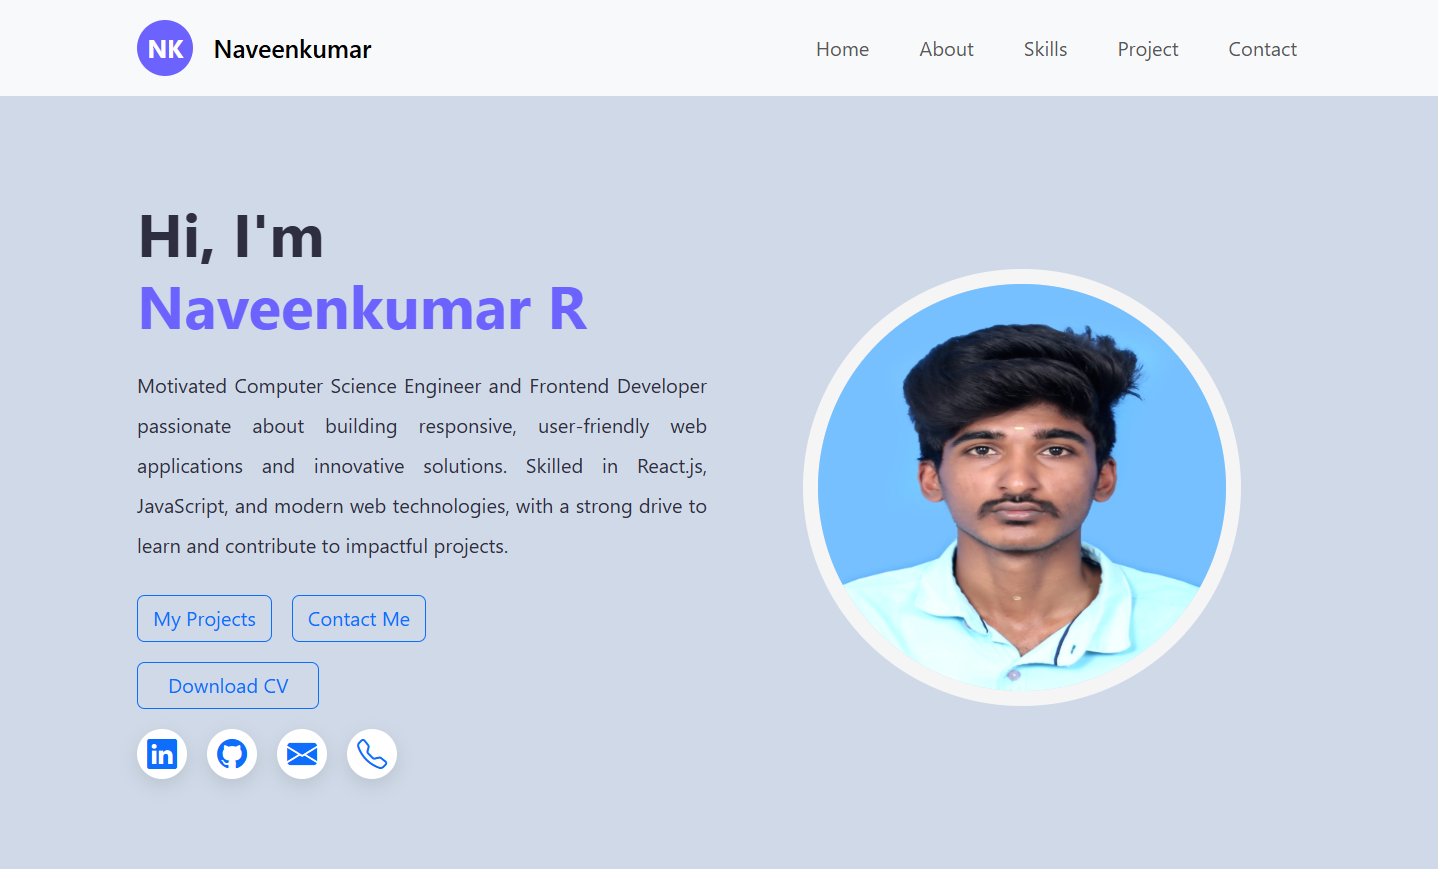 NK
Naveenkumar
Home
About
Skills
Project
Contact
Hi, I'm
Naveenkumar R
Motivated Computer Science Engineer and Frontend Developer
passionate about building responsive, user-friendly web
applications and innovative solutions. Skilled in React.js,
JavaScript, and modern web technologies, with a strong drive to
learn and contribute to impactful projects.
My Projects
Contact Me
Download CV
in